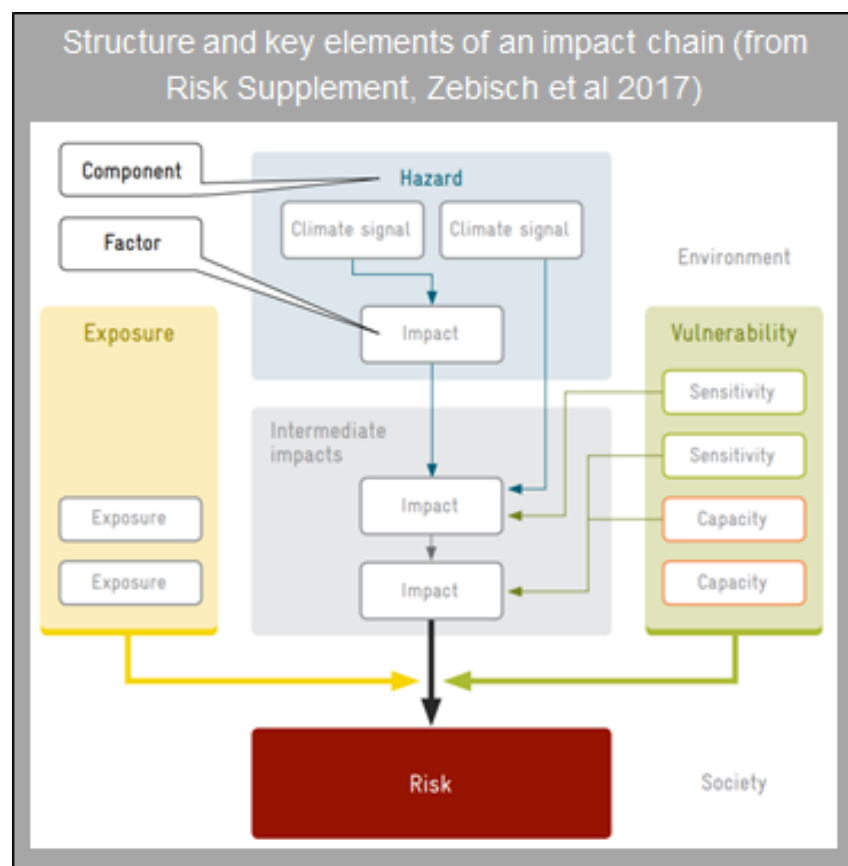 Structure and key elements of an impact chain (from
Risk Supplement, Zebisch et al 2017)
Component
Hazard
Climate signal
Climate signal
Factor
Environment
Exposure
Impact
Vulnerability
Sensitivity
Intermediate
impacts
Sensitivity
Exposure
Impact
Capacity
Exposure
Impact
Capacity
Risk
Society